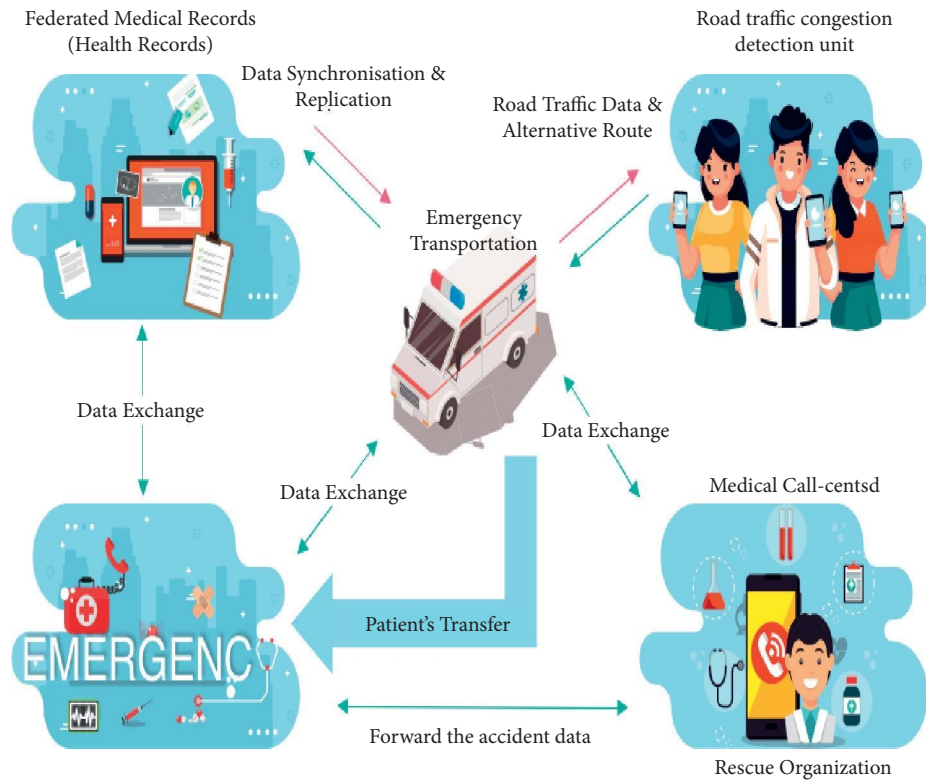 Federated Medical Records
(Health Records)
Road traffic congestion
detection unit
Data Synchronisation &
Replication
Road Traffic Data &
Alternative Route
Emergency
Transportation
Data Exchange
Data Exchange
Data Exchange
Medical Call-centsd
Patient's Transfer
EMERGENC
Forward the accident data
Rescue Organization